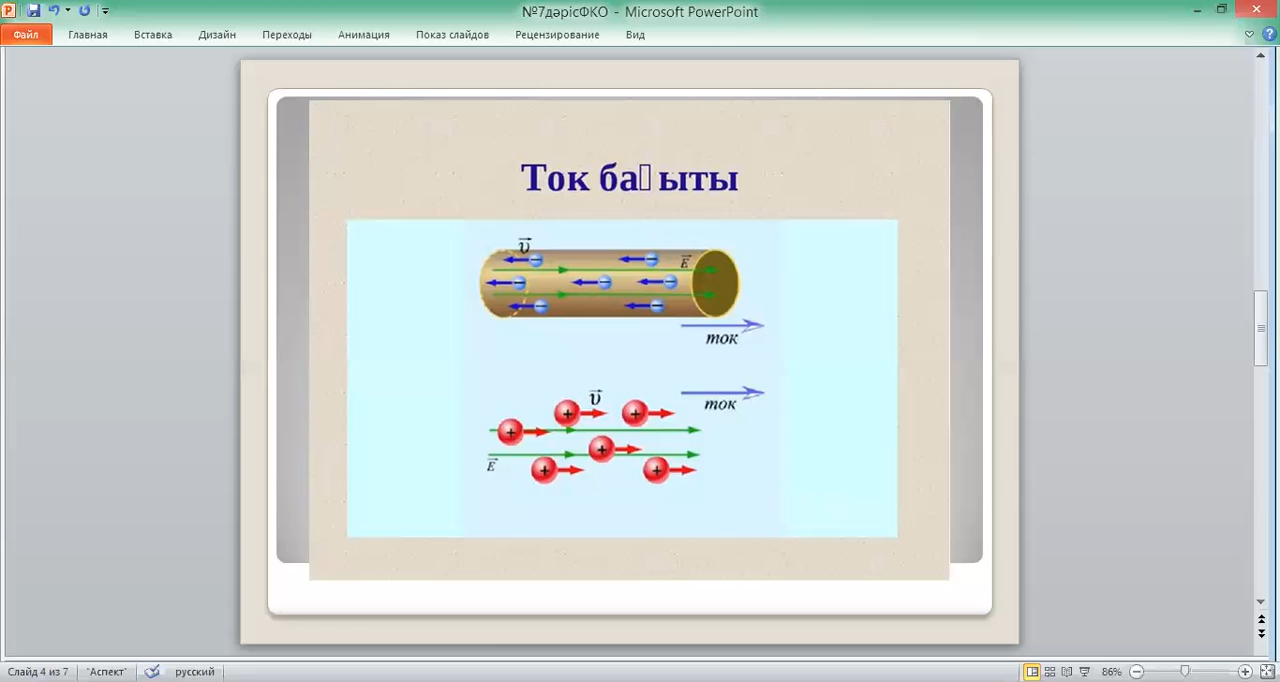 №7дәрісФКО - Microsoft PowerPoint
Файл Главная Вставка Дизайн Переходы Анимация Показ слайдов Рецензирование Вид
Ток ба ыты
υ
E
ток
ток
υ
E
Слайд 4 из 7 "Аспект" русский 86%